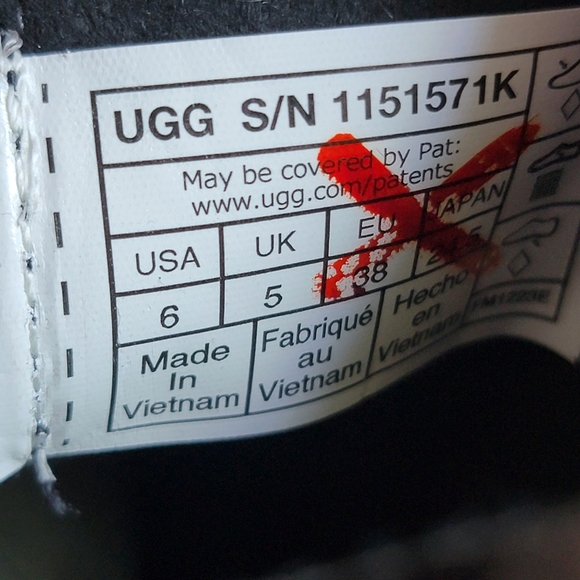 UGG S/N 1151571K
May be covered by Pat:
www.ugg.com/patents
USA UK EU JAPAN
6 5 38
Made Fabriqué Hecho
In au en
Vietnam Vietnam Vietnam